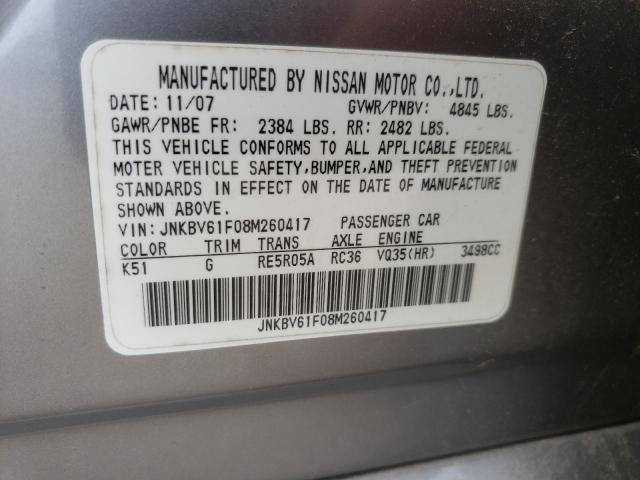 MANUFACTURED BY NISSAN MOTOR CO.,LTD.
DATE: 11/07 GVWR/PNBV: 4845 LBS.
GAWR/PNBE FR: 2384 LBS. RR: 2482 LBS.
THIS VEHICLE CONFORMS TO ALL APPLICABLE FEDERAL
MOTER VEHICLE SAFETY,BUMPER,AND THEFT PREVENTION
STANDARDS IN EFFECT ON THE DATE OF MANUFACTURE
SHOWN ABOVE.
VIN: JNKBV61F08M260417 PASSENGER CAR
COLOR TRIM TRANS AXLE ENGINE
K51 G RE5R05A RC36 VQ35(HR) 3498CC
JNKBV61F08M260417